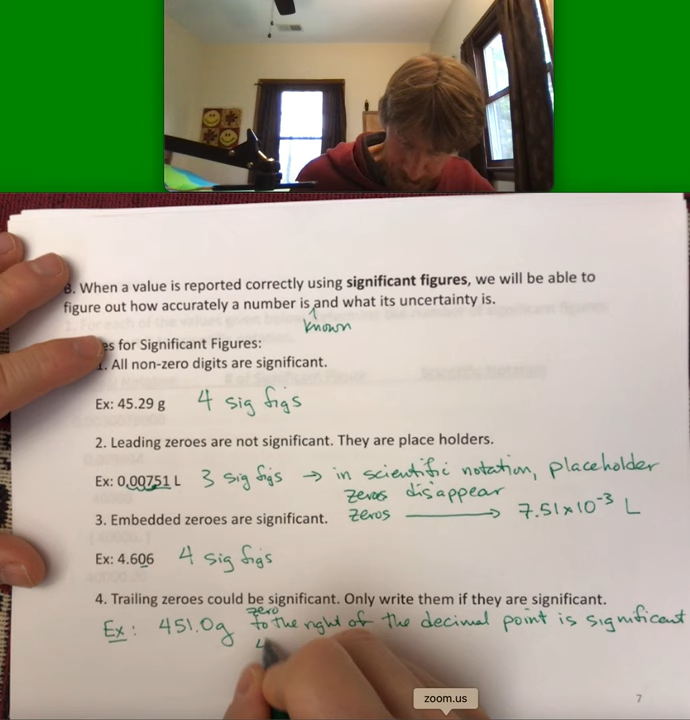 3. When a value is reported correctly using significant figures, we will be able to
figure out how accurately a number is and what its uncertainty is.
known
es for Significant Figures:
1. All non-zero digits are significant.
Ex: 45.29 g 4 sig figs
2. Leading zeroes are not significant. They are place holders.
Ex: 0.00751 L 3 sig figs → in scientific notation, placeholder
zeros disappear
3. Embedded zeroes are significant. zeros → 7.51x10⁻³ L
Ex: 4.606 4 sig figs
4. Trailing zeroes could be significant. Only write them if they are significant.
zero
Ex: 451.0g to the right of the decimal point is significant
4
7
zoom.us